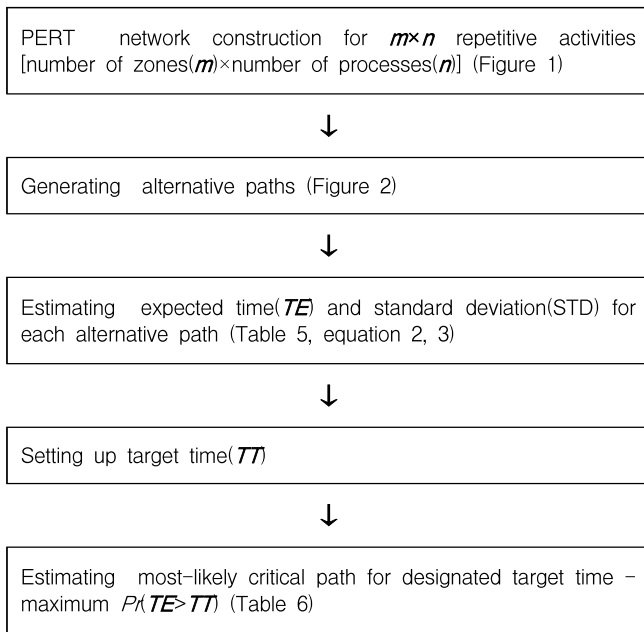 PERT network construction for m×n repetitive activities
[number of zones(m)×number of processes(n)] (Figure 1)
↓
Generating alternative paths (Figure 2)
↓
Estimating expected time(TE) and standard deviation(STD) for
each alternative path (Table 5, equation 2, 3)
↓
Setting up target time(TT)
↓
Estimating most-likely critical path for designated target time -
maximum Pr(TE>TT) (Table 6)